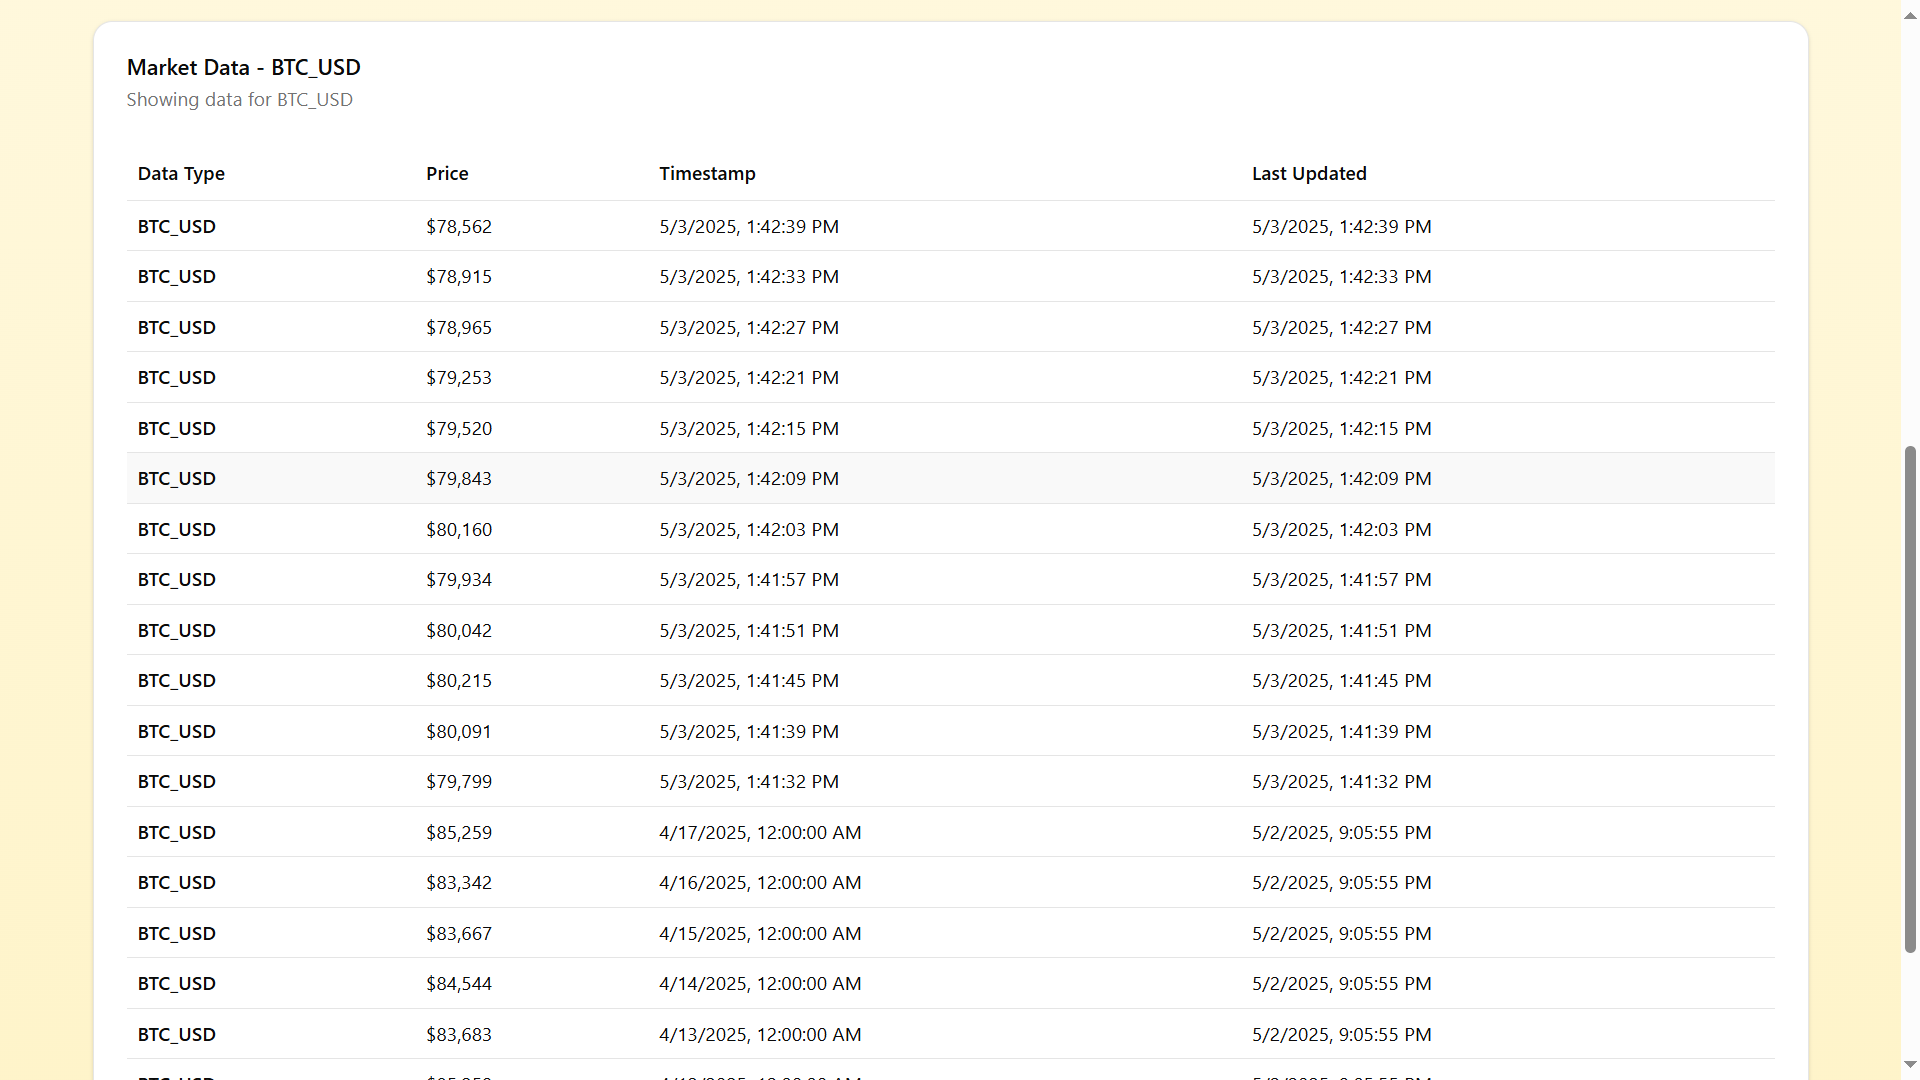 Market Data - BTC_USD
Showing data for BTC_USD
Data Type Price Timestamp Last Updated
BTC_USD $78,562 5/3/2025, 1:42:39 PM 5/3/2025, 1:42:39 PM
BTC_USD $78,915 5/3/2025, 1:42:33 PM 5/3/2025, 1:42:33 PM
BTC_USD $78,965 5/3/2025, 1:42:27 PM 5/3/2025, 1:42:27 PM
BTC_USD $79,253 5/3/2025, 1:42:21 PM 5/3/2025, 1:42:21 PM
BTC_USD $79,520 5/3/2025, 1:42:15 PM 5/3/2025, 1:42:15 PM
BTC_USD $79,843 5/3/2025, 1:42:09 PM 5/3/2025, 1:42:09 PM
BTC_USD $80,160 5/3/2025, 1:42:03 PM 5/3/2025, 1:42:03 PM
BTC_USD $79,934 5/3/2025, 1:41:57 PM 5/3/2025, 1:41:57 PM
BTC_USD $80,042 5/3/2025, 1:41:51 PM 5/3/2025, 1:41:51 PM
BTC_USD $80,215 5/3/2025, 1:41:45 PM 5/3/2025, 1:41:45 PM
BTC_USD $80,091 5/3/2025, 1:41:39 PM 5/3/2025, 1:41:39 PM
BTC_USD $79,799 5/3/2025, 1:41:32 PM 5/3/2025, 1:41:32 PM
BTC_USD $85,259 4/17/2025, 12:00:00 AM 5/2/2025, 9:05:55 PM
BTC_USD $83,342 4/16/2025, 12:00:00 AM 5/2/2025, 9:05:55 PM
BTC_USD $83,667 4/15/2025, 12:00:00 AM 5/2/2025, 9:05:55 PM
BTC_USD $84,544 4/14/2025, 12:00:00 AM 5/2/2025, 9:05:55 PM
BTC_USD $83,683 4/13/2025, 12:00:00 AM 5/2/2025, 9:05:55 PM